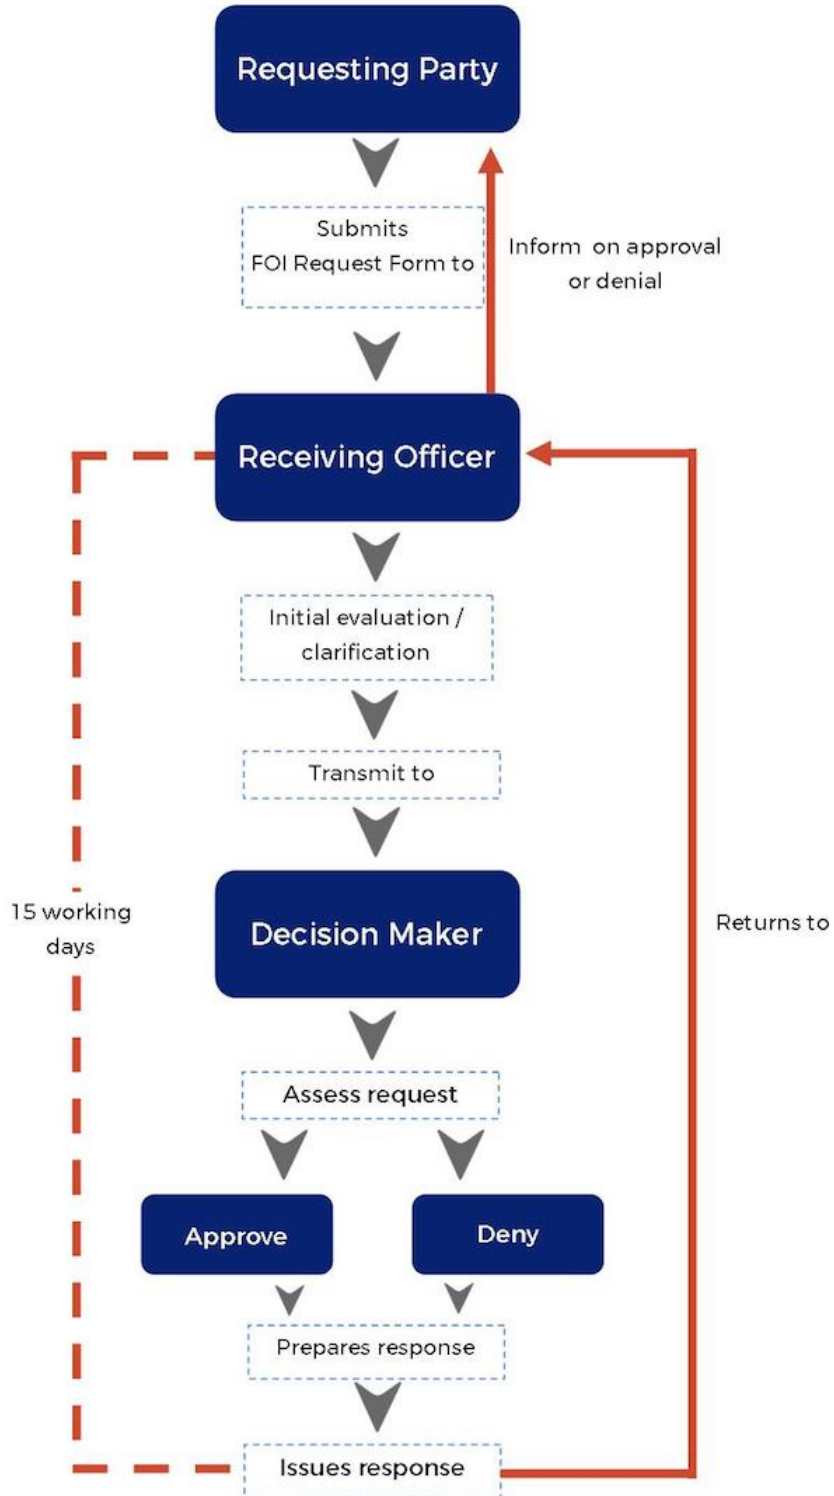 Requesting Party
Submits
FOI Request Form to
Inform on approval
or denial
Receiving Officer
Initial evaluation /
clarification
Transmit to
15 working
days
Decision Maker
Returns to
Assess request
Approve
Deny
Prepares response
Issues response